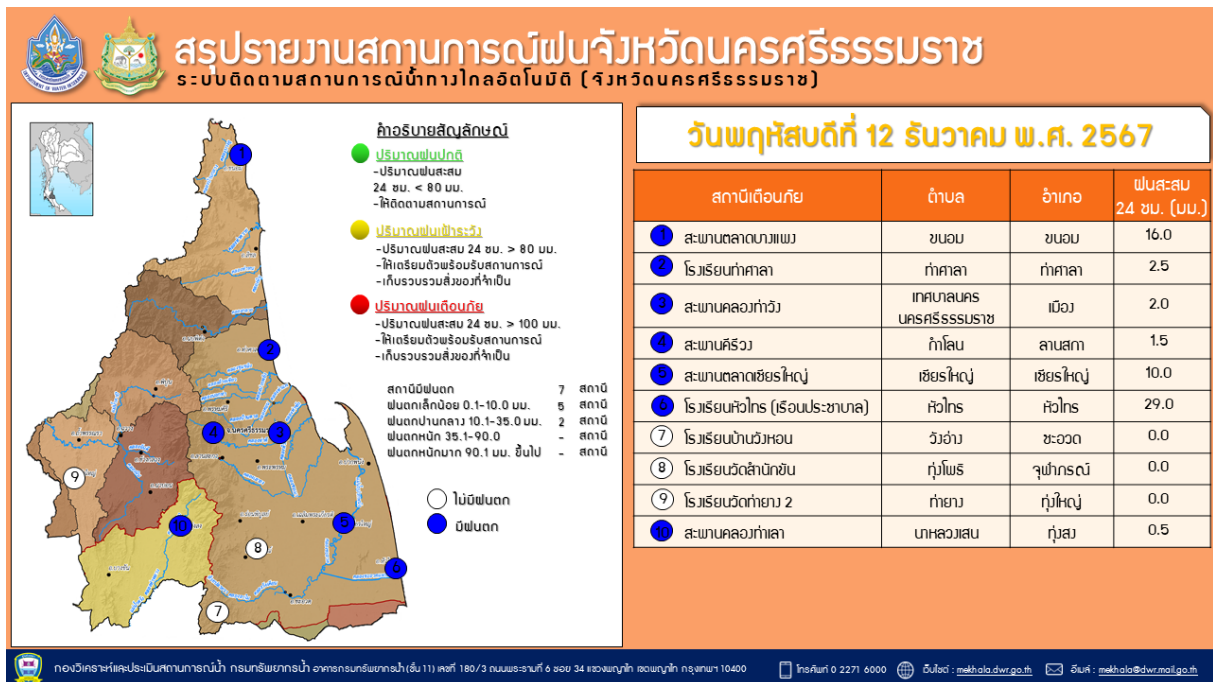 สรุปรายงานสถานการณ์ฝนจังหวัดนครศรีธรรมราช
ระบบติดตามสถานการณ์น้ำทางไกลอัตโนมัติ (จังหวัดนครศรีธรรมราช)
คำอธิบายสัญลักษณ์
ปริมาณฝนปกติ
-ปริมาณฝนสะสม
24 ชม. < 80 มม.
-ให้ติดตามสถานการณ์
ปริมาณฝนเฝ้าระวัง
-ปริมาณฝนสะสม 24 ชม. > 80 มม.
-ให้เตรียมตัวพร้อมรับสถานการณ์
-เก็บรวบรวมสิ่งของที่จำเป็น
ปริมาณฝนเตือนภัย
-ปริมาณฝนสะสม 24 ชม. > 100 มม.
-ให้เตรียมตัวพร้อมรับสถานการณ์
-เก็บรวบรวมสิ่งของที่จำเป็น
สถานีมีฝนตก 7 สถานี
ฝนตกเล็กน้อย 0.1-10.0 มม. 5 สถานี
ฝนตกปานกลาง 10.1-35.0 มม. 2 สถานี
ฝนตกหนัก 35.1-90.0 - สถานี
ฝนตกหนักมาก 90.1 มม. ขึ้นไป - สถานี
ไม่มีฝนตก
มีฝนตก
1
2
4
3
9
10
5
8
6
7
วันพฤหัสบดีที่ 12 ธันวาคม พ.ศ. 2567
สถานีเตือนภัย ตำบล อำเภอ ฝนสะสม
24 ชม. (มม.)
1 สะพานตลาดบางแพง ขนอม ขนอม 16.0
2 โรงเรียนท่าศาลา ท่าศาลา ท่าศาลา 2.5
3 สะพานคลองท่าวัง เทศบาลนคร
นครศรีธรรมราช เมือง 2.0
4 สะพานคีรีวง กำโลน ลานสกา 1.5
5 สะพานตลาดเชียรใหญ่ เชียรใหญ่ เชียรใหญ่ 10.0
6 โรงเรียนหัวไทร (เรือนประชาบาล) หัวไทร หัวไทร 29.0
7 โรงเรียนบ้านวังหอน วังอ่าง ชะอวด 0.0
8 โรงเรียนวัดสำนักขัน ทุ่งโพธิ จุฬาภรณ์ 0.0
9 โรงเรียนวัดท่ายาง 2 ท่ายาง ทุ่งใหญ่ 0.0
10 สะพานคลองท่าเลา นาหลวงเสน ทุ่งสง 0.5
กองวิเคราะห์และประเมินสถานการณ์น้ำ กรมทรัพยากรน้ำ อาคารกรมทรัพยากรน้ำ (ชั้น 11) เลขที่ 180/3 ถนนพระรามที่ 6 ซอย 34 แขวงพญาไท เขตพญาไท กรุงเทพฯ 10400 โทรศัพท์ 0 2271 6000 เว็บไซต์ : mekhala.dwr.go.th อีเมล์ : mekhala@dwr.mail.go.th